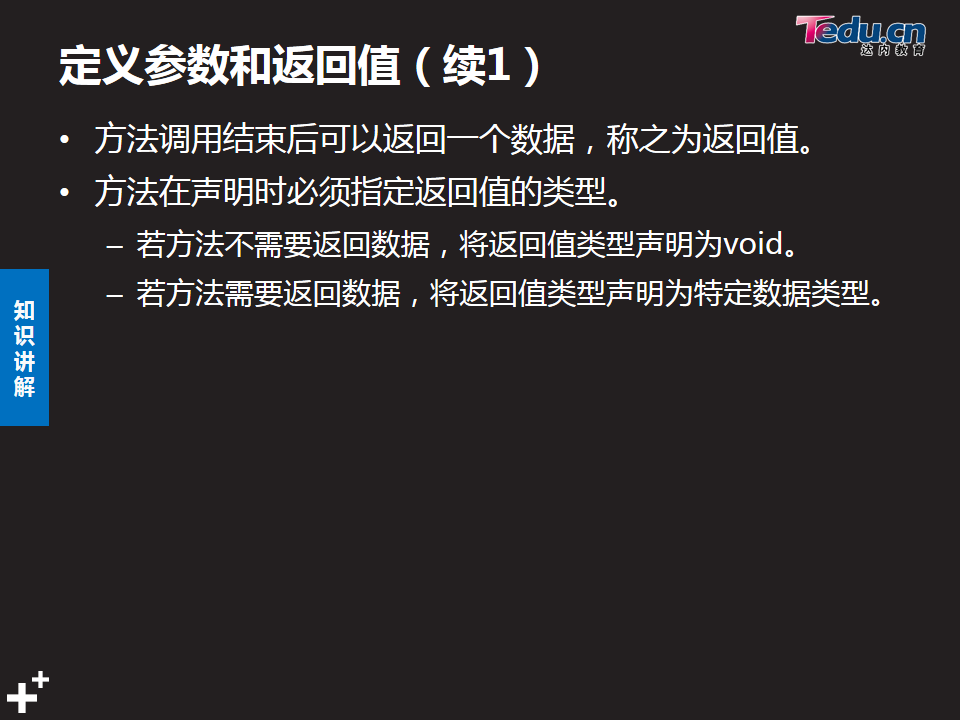 Tedu.cn
达内教育
定义参数和返回值（续1）
• 方法调用结束后可以返回一个数据，称之为返回值。
• 方法在声明时必须指定返回值的类型。
– 若方法不需要返回数据，将返回值类型声明为void。
– 若方法需要返回数据，将返回值类型声明为特定数据类型。
知识讲解